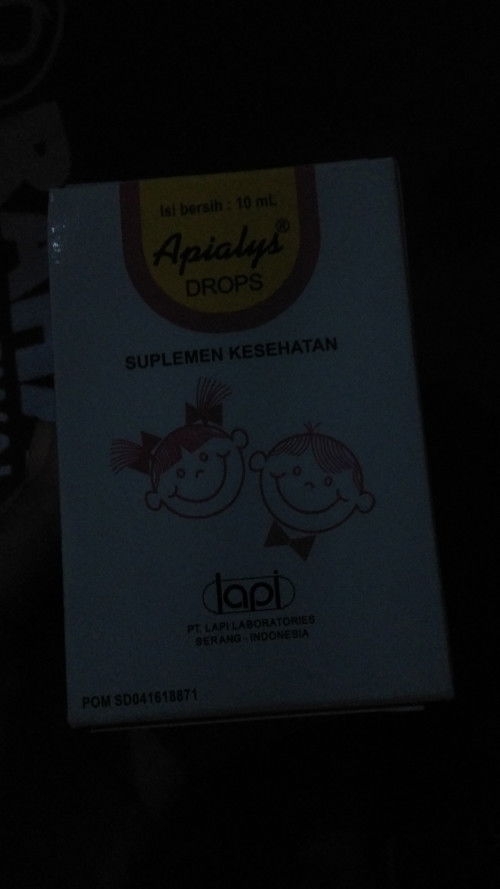 Isi bersih : 10 mL
Apialys®
DROPS
SUPLEMEN KESEHATAN
lapi
PT. LAPI LABORATORIES
SERANG - INDONESIA
POM SD041618871